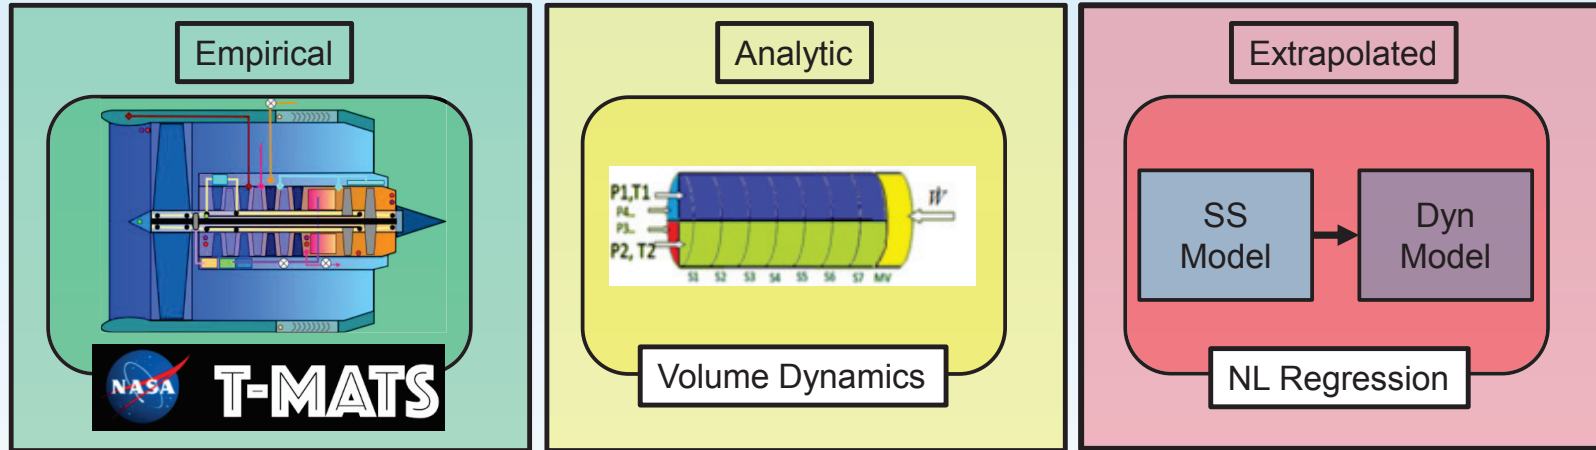 Empirical
NASA
T-MATS
Analytic
P1,T1
P4..
P3..
P2, T2
S1 S2 S3 S4 S5 S6 S7 MV
Volume Dynamics
Extrapolated
SS
Model
Dyn
Model
NL Regression